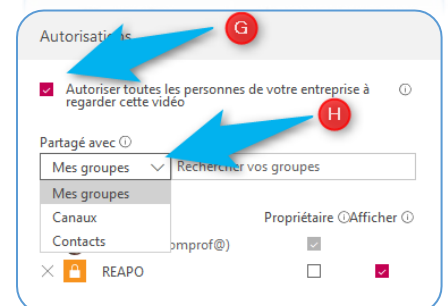 Autorisations
G
Autoriser toutes les personnes de votre entreprise à
regarder cette vidéo
H
Partagé avec
Mes groupes Rechercher vos groupes
Mes groupes
Canaux
Contacts
Propriétaire Afficher
omprof@)
REAPO